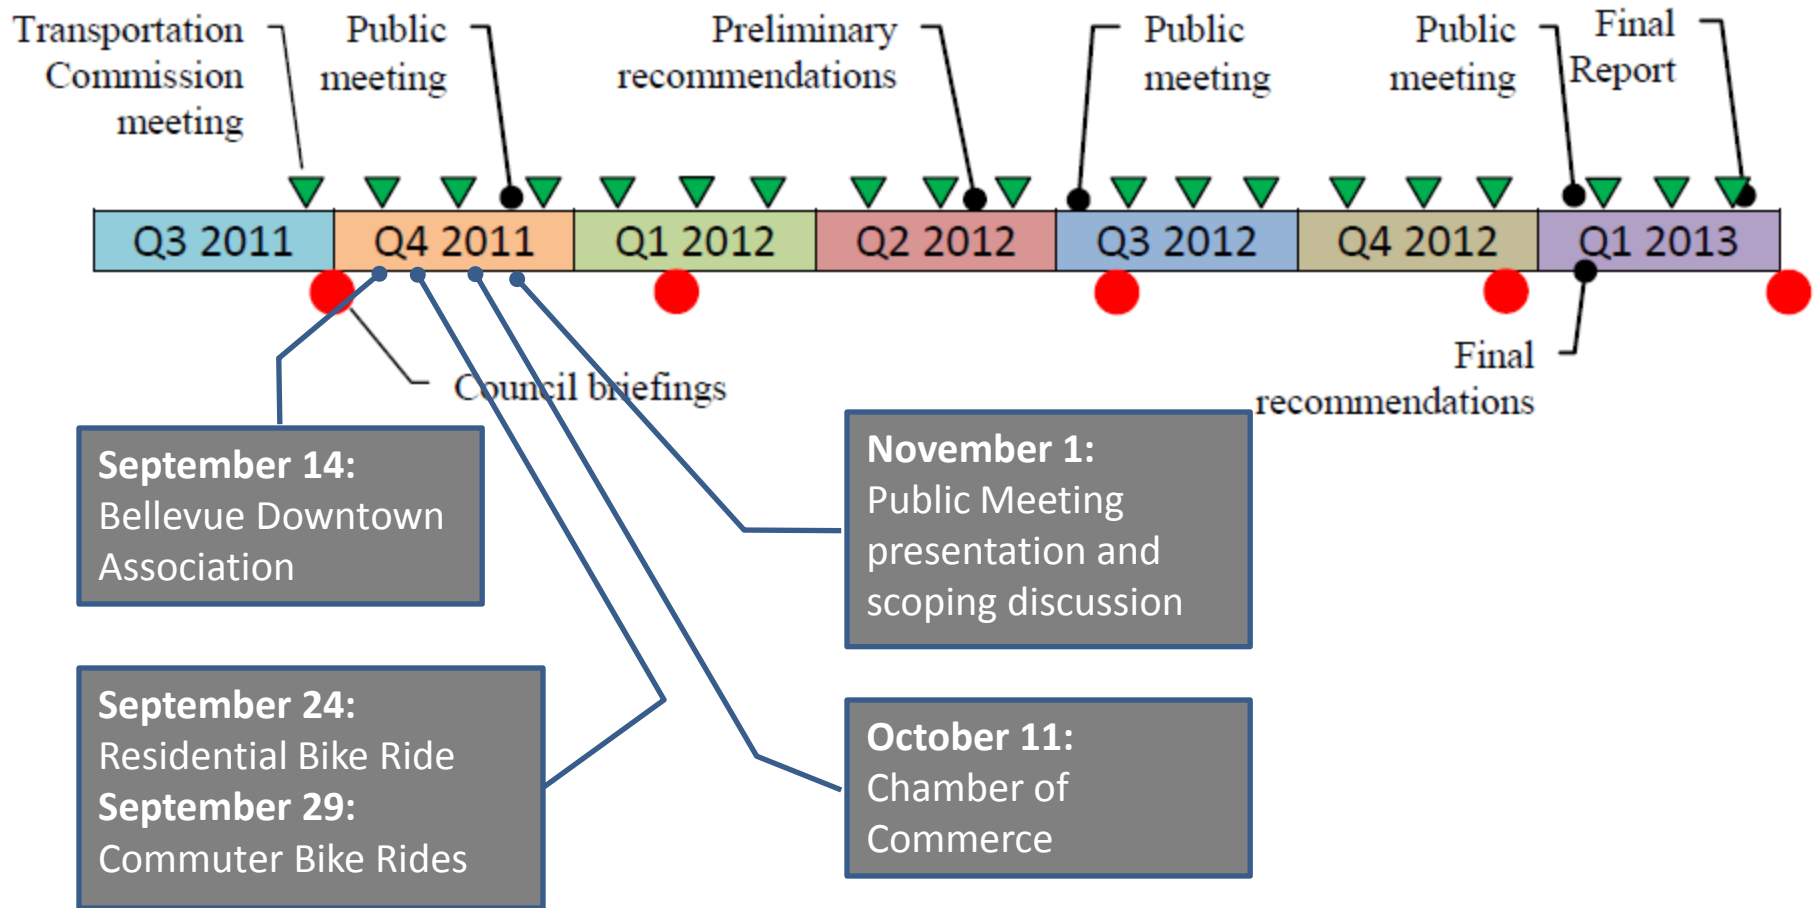 Transportation
Commission
meeting
Public
meeting
Preliminary
recommendations
Public
meeting
Public
meeting
Final
Report
Q3 2011
Q4 2011
Q1 2012
Q2 2012
Q3 2012
Q4 2012
Q1 2013
Council briefings
Final
recommendations
September 14:
Bellevue Downtown
Association
November 1:
Public Meeting
presentation and
scoping discussion
September 24:
Residential Bike Ride
September 29:
Commuter Bike Rides
October 11:
Chamber of
Commerce